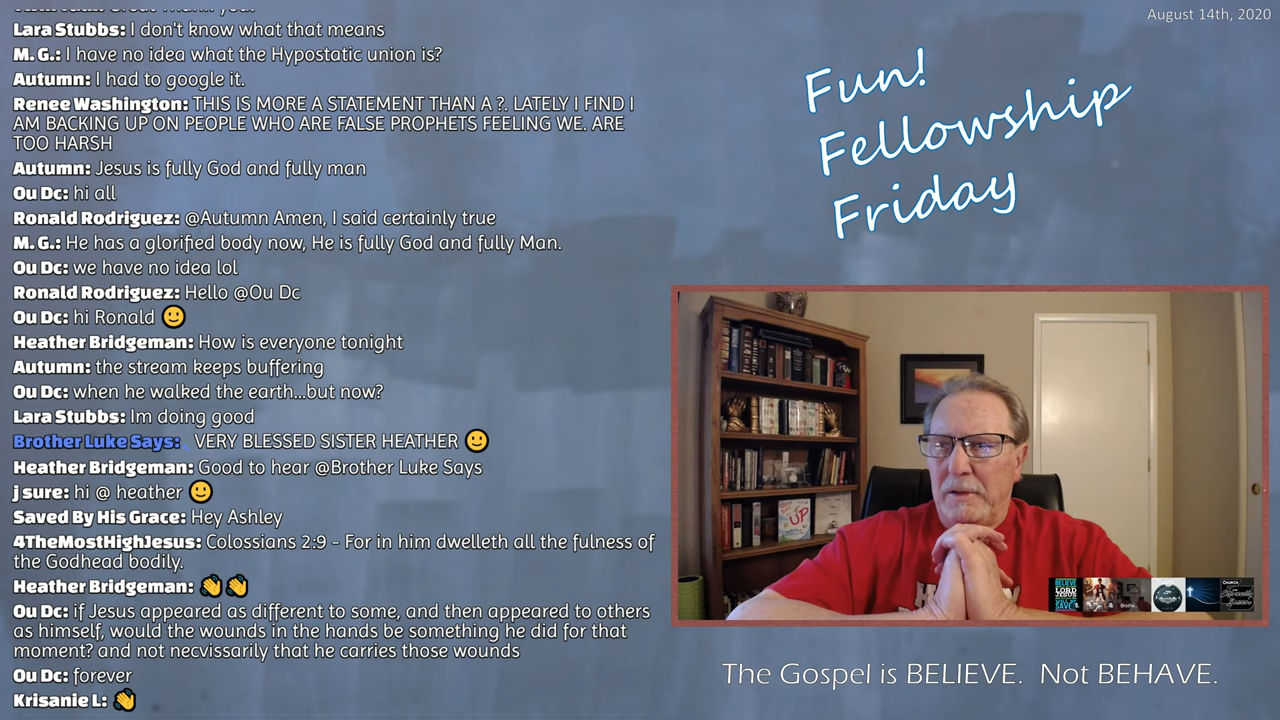 August 14th, 2020
Lara Stubbs: I don't know what that means
M. G.: I have no idea what the Hypostatic union is?
Autumn: I had to google it.
Renee Washington: THIS IS MORE A STATEMENT THAN A ?. LATELY I FIND I
AM BACKING UP ON PEOPLE WHO ARE FALSE PROPHETS FEELING WE. ARE
TOO HARSH
Autumn: Jesus is fully God and fully man
Ou Dc: hi all
Ronald Rodriguez: @Autumn Amen, I said certainly true
M. G.: He has a glorified body now, He is fully God and fully Man.
Ou Dc: we have no idea lol
Ronald Rodriguez: Hello @Ou Dc
Ou Dc: hi Ronald 🙂
Heather Bridgeman: How is everyone tonight
Autumn: the stream keeps buffering
Ou Dc: when he walked the earth...but now?
Lara Stubbs: Im doing good
Brother Luke Says: VERY BLESSED SISTER HEATHER 🙂
Heather Bridgeman: Good to hear @Brother Luke Says
j sure: hi @ heather 🙂
Saved By His Grace: Hey Ashley
4TheMostHighJesus: Colossians 2:9 - For in him dwelleth all the fulness of
the Godhead bodily.
Heather Bridgeman: 👏👏
Ou Dc: if Jesus appeared as different to some, and then appeared to others
as himself, would the wounds in the hands be something he did for that
moment? and not necvissarily that he carries those wounds
Ou Dc: forever
Krisanie L: 👏
Fun!
Fellowship
Friday
UP
BELIEVE
LORD
JESUS
SAVE
Brothe...
CHURCH
The Gospel is BELIEVE. Not BEHAVE.